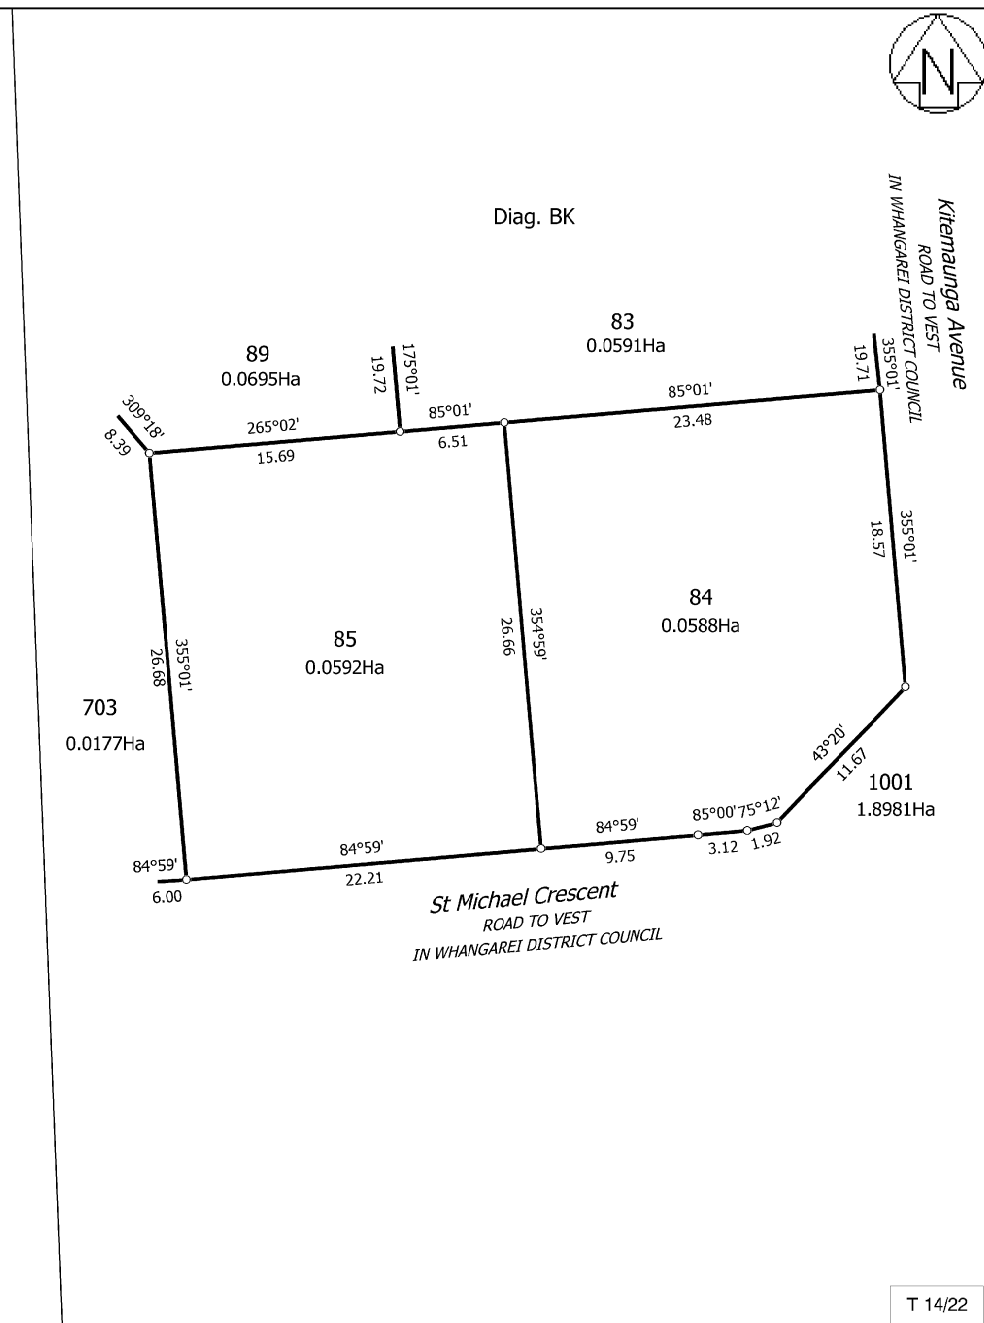 N
Diag. BK
Kitemaunga Avenue
ROAD TO VEST
IN WHANGAREI DISTRICT COUNCIL
83
0.0591Ha
89
0.0695Ha
175°01'
19.72
355°01'
19.71
309°18'
8.39
265°02'
15.69
85°01'
6.51
85°01'
23.48
355°01'
18.57
84
0.0588Ha
354°59'
26.66
85
0.0592Ha
355°01'
26.68
703
0.0177Ha
43°20'
11.67
1001
1.8981Ha
84°59'
6.00
84°59'
22.21
84°59'
9.75
85°00'
3.12
75°12'
1.92
St Michael Crescent
ROAD TO VEST
IN WHANGAREI DISTRICT COUNCIL
T 14/22